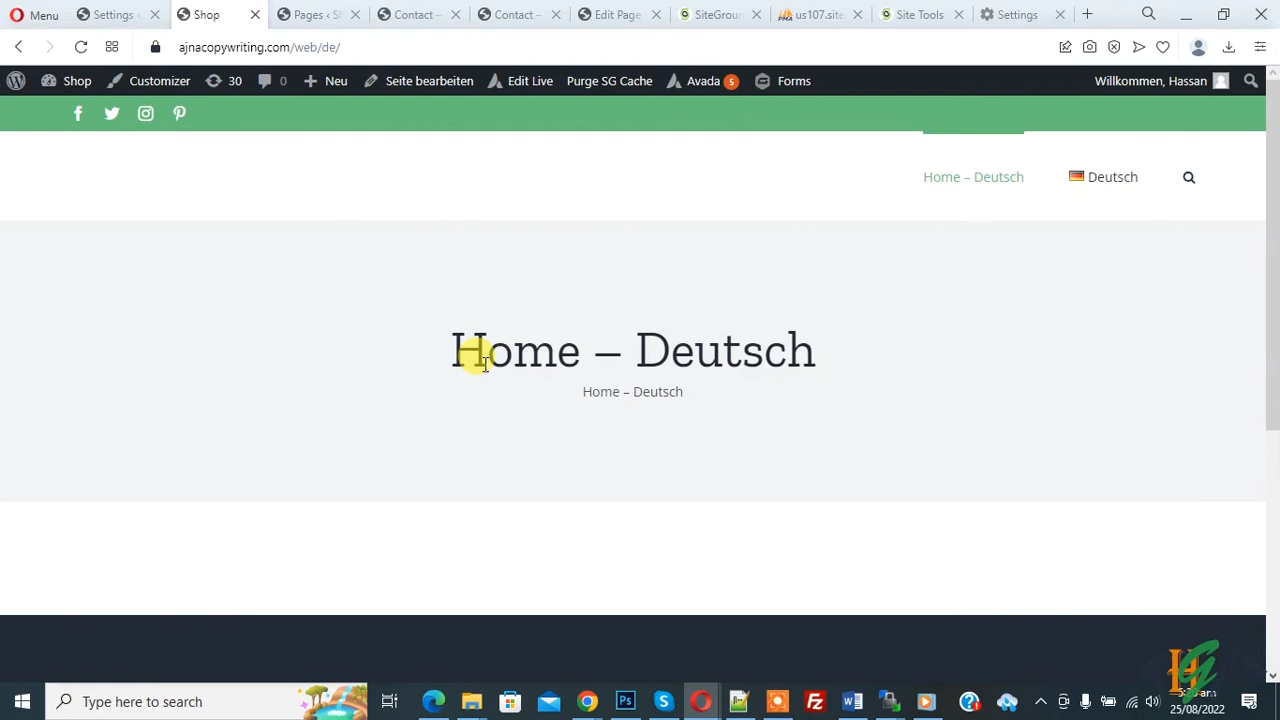 Menu
Settings
Shop
Pages ‹
Contact –
Contact –
Edit Page
SiteGroun
us107.site
Site Tools
Settings
ajnacopywriting.com/web/de/
Shop
Customizer
30
0
Neu
Seite bearbeiten
Edit Live
Purge SG Cache
Avada 5
Forms
Willkommen, Hassan
Home – Deutsch
Deutsch
Home – Deutsch
Home – Deutsch
Type here to search
25/08/2022